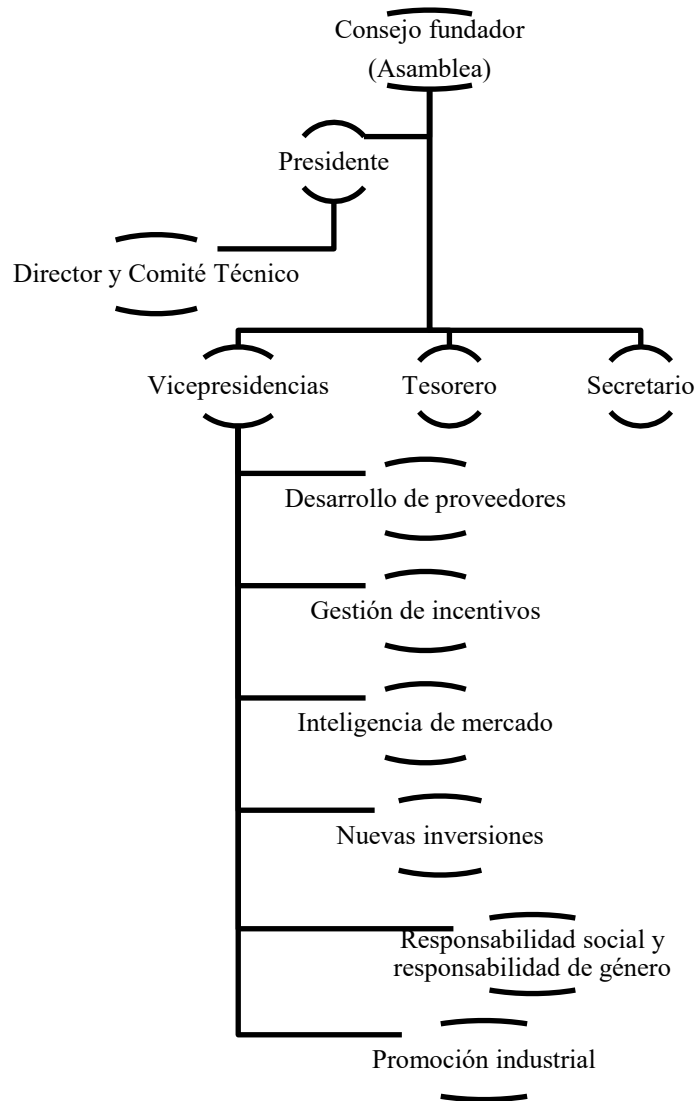 Consejo fundador
(Asamblea)
Presidente
Director y Comité Técnico
Vicepresidencias
Tesorero
Secretario
Desarrollo de proveedores
Gestión de incentivos
Inteligencia de mercado
Nuevas inversiones
Responsabilidad social y
responsabilidad de género
Promoción industrial